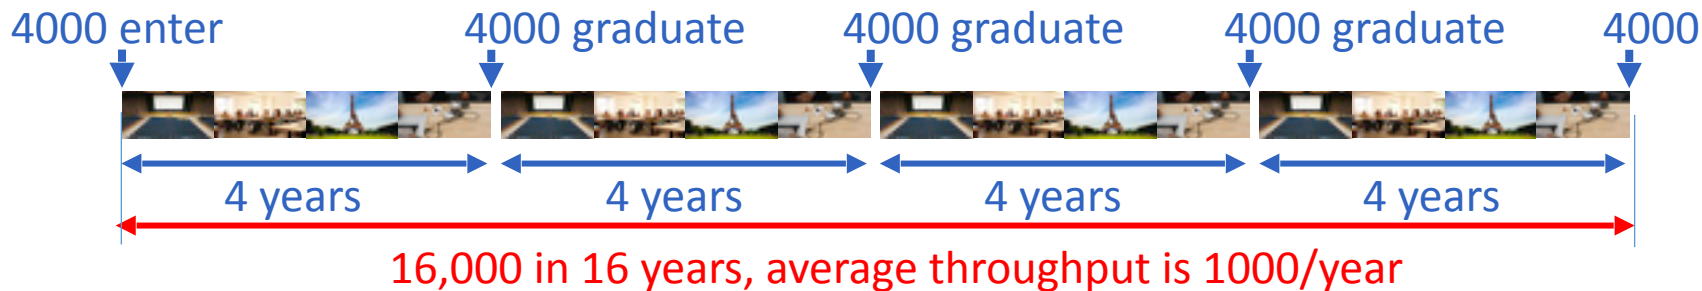 4000 enter 4000 graduate 4000 graduate 4000 graduate 4000
4 years 4 years 4 years 4 years
16,000 in 16 years, average throughput is 1000/year